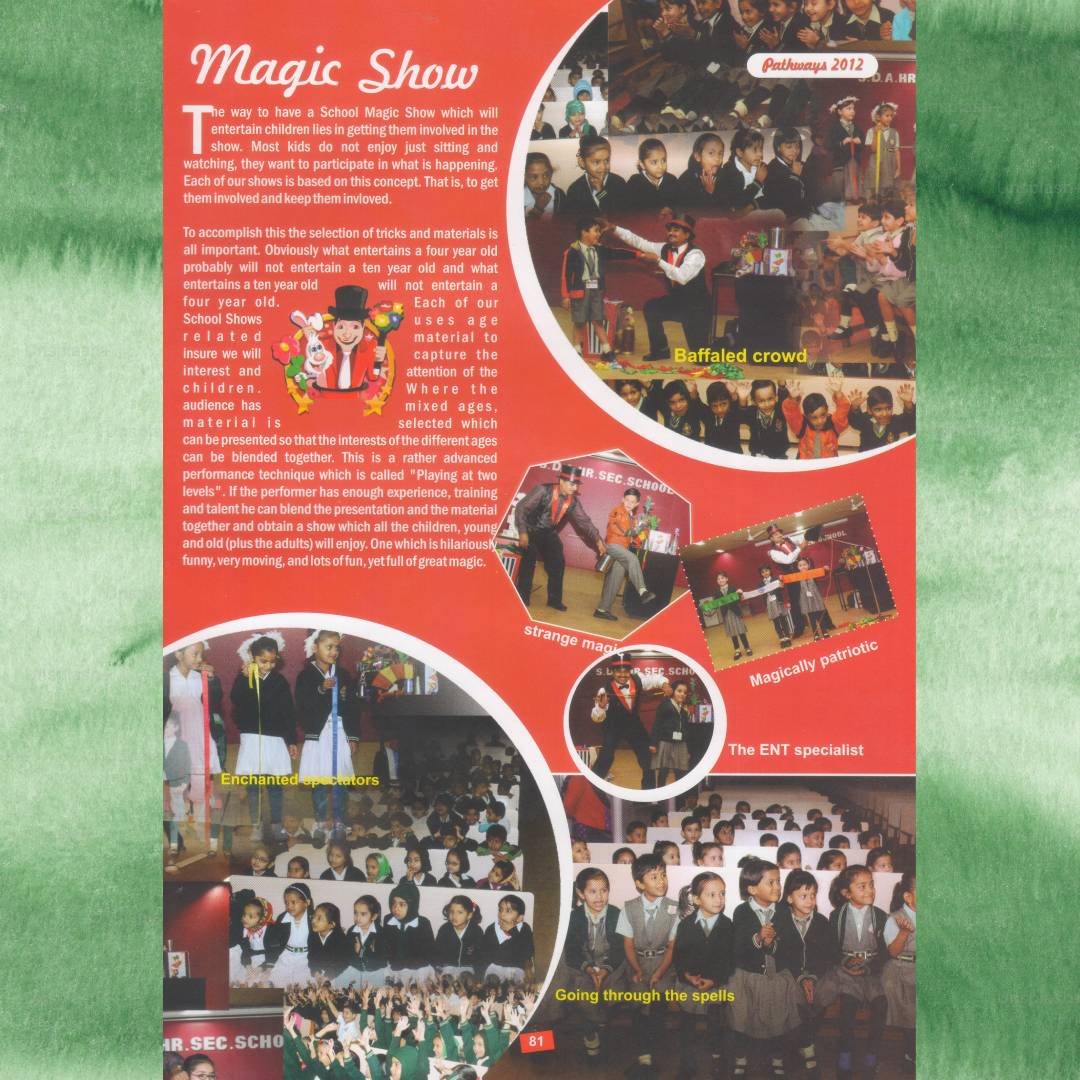 Magic Show
Pathways 2012
The way to have a School Magic Show which will
entertain children lies in getting them involved in the
show. Most kids do not enjoy just sitting and
watching, they want to participate in what is happening.
Each of our shows is based on this concept. That is, to get
them involved and keep them invloved.
To accomplish this the selection of tricks and materials is
all important. Obviously what entertains a four year old
probably will not entertain a ten year old and what
entertains a ten year old will not entertain a
four year old. Each of our
School Shows uses age
related material to
insure we will capture the
interest and attention of the
children. Where the
audience has mixed ages,
material is selected which
can be presented so that the interests of the different ages
can be blended together. This is a rather advanced
performance technique which is called "Playing at two
levels". If the performer has enough experience, training
and talent he can blend the presentation and the material
together and obtain a show which all the children, young
and old (plus the adults) will enjoy. One which is hilariously
funny, very moving, and lots of fun, yet full of great magic.
S.D.A.HR
Baffaled crowd
HR.SEC.SCHOOL
strange magic
Magically patriotic
SEC.SCHO
The ENT specialist
Enchanted spectators
Going through the spells
HR.SEC.SCHO
81